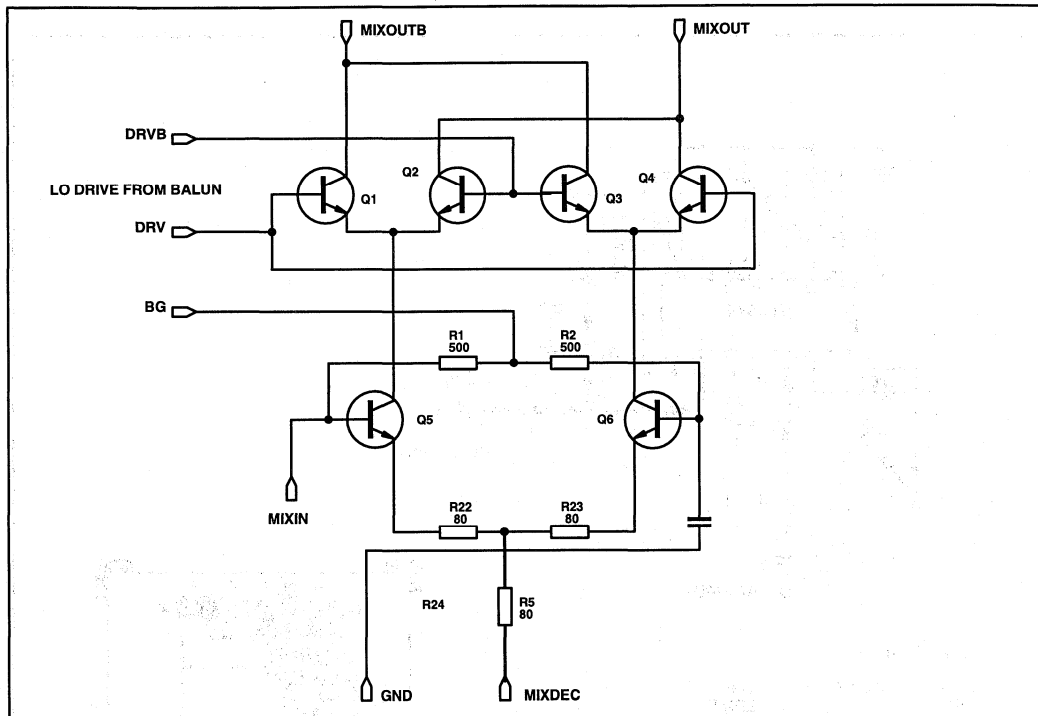 MIXOUTB
MIXOUT
DRVB
Q2
Q4
LO DRIVE FROM BALUN
Q1
Q3
DRV
BG
R1
500
R2
500
Q5
Q6
MIXIN
R22
80
R23
80
R24
R5
80
GND
MIXDEC